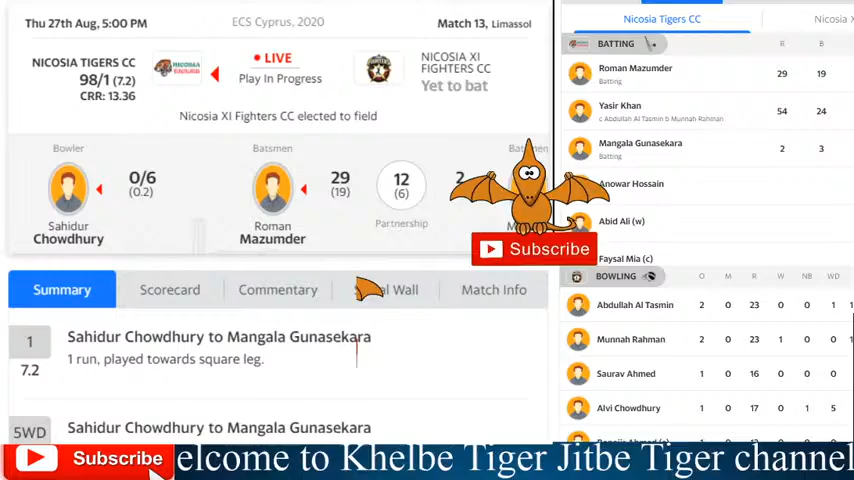 Thu 27th Aug, 5:00 PM
ECS Cyprus, 2020
Match 13, Limassol
NICOSIA TIGERS CC
98/1 (7.2)
CRR: 13.36
LIVE
Play In Progress
NICOSIA XI
FIGHTERS CC
Yet to bat
Nicosia XI Fighters CC elected to field
Bowler
0/6
(0.2)
Sahidur
Chowdhury
Batsmen
29
(19)
Roman
Mazumder
12
(6)
Partnership
2
Subscribe
Summary
Scorecard
Commentary
Wall
Match Info
1
7.2
Sahidur Chowdhury to Mangala Gunasekara
1 run, played towards square leg.
5WD
Sahidur Chowdhury to Mangala Gunasekara
Nicosia Tigers CC
Nicosia X
BATTING R B
Roman Mazumder 29 19
Batting
Yasir Khan 54 24
c Abdullah Al Tasmin b Munnah Rahman
Mangala Gunasekara 2 3
Batting
Anowar Hossain
Abid Ali (w)
Faysal Mia (c)
BOWLING O M R W NB WD
Abdullah Al Tasmin 2 0 23 0 0 1
Munnah Rahman 2 0 23 1 0 0
Saurav Ahmed 1 0 16 0 0 0
Alvi Chowdhury 1 0 17 0 1 5
Subscribe
elcome to Khelbe Tiger Jitbe Tiger channel